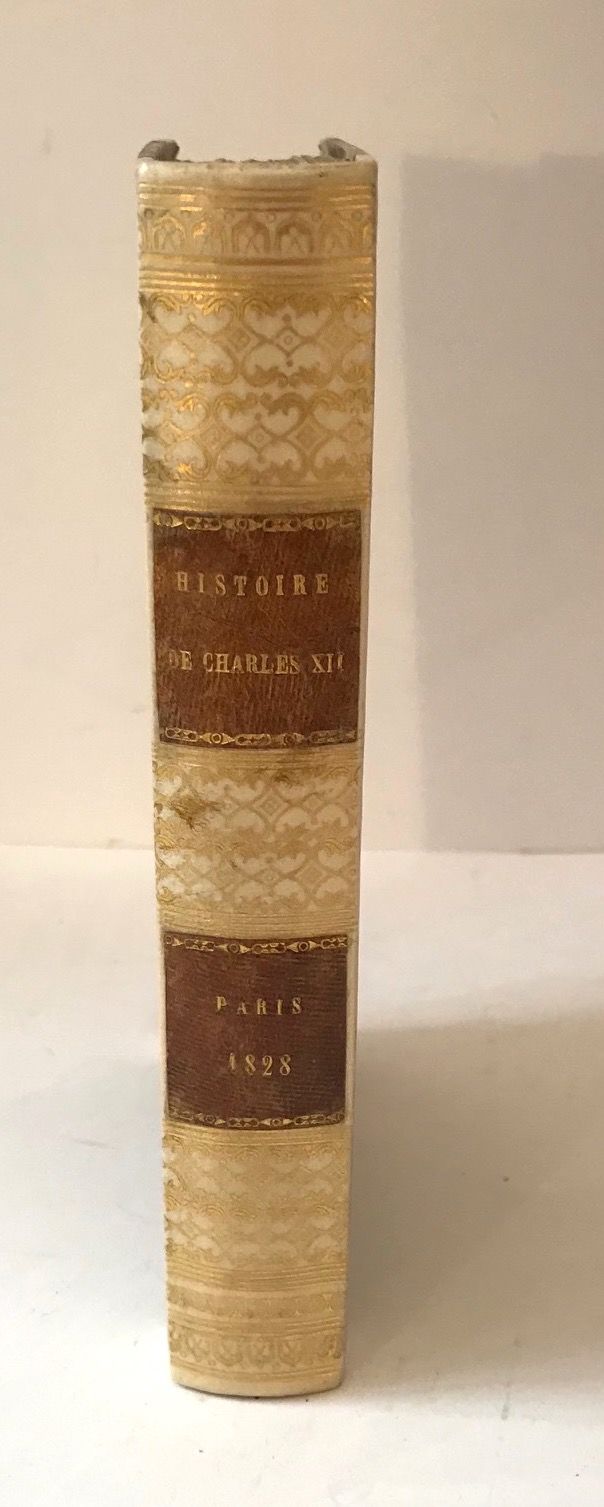 HISTOIRE
DE CHARLES XII
PARIS
1828